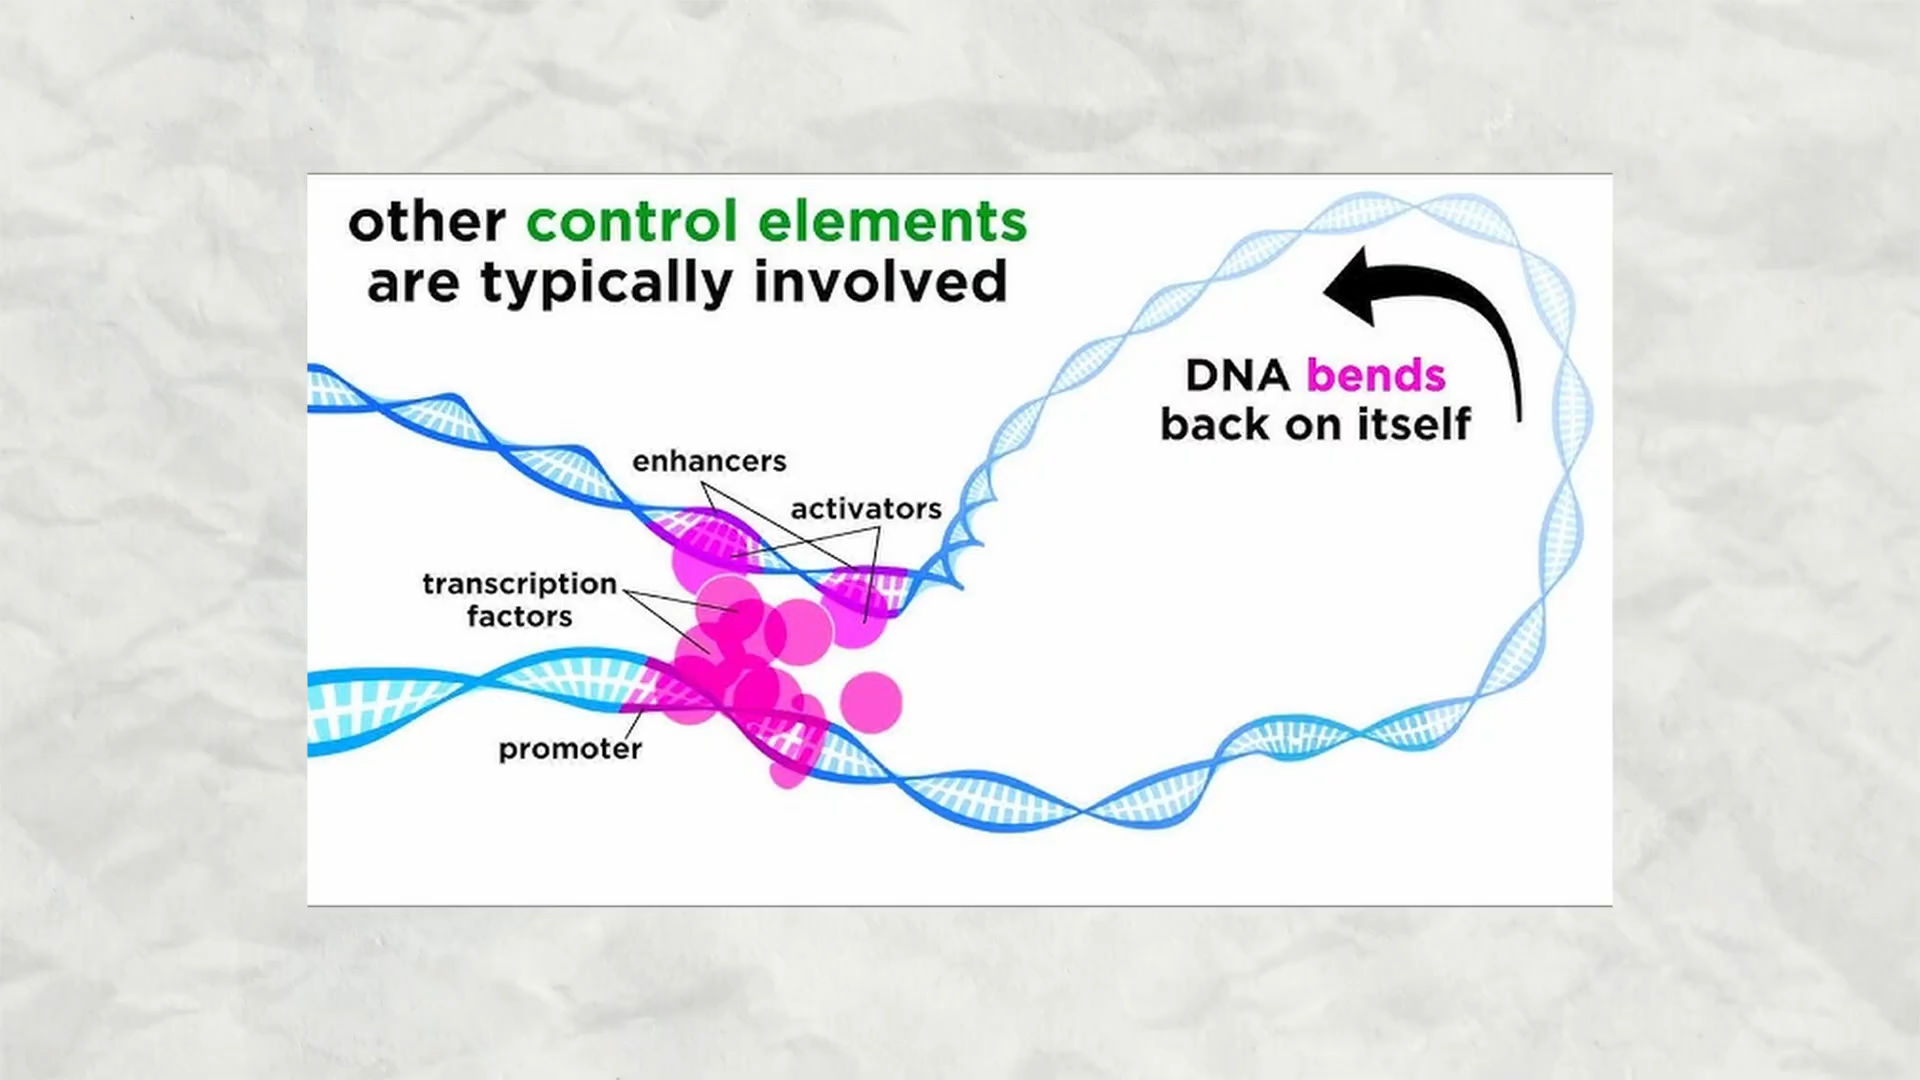 other control elements
are typically involved
DNA bends
back on itself
enhancers
activators
transcription
factors
promoter